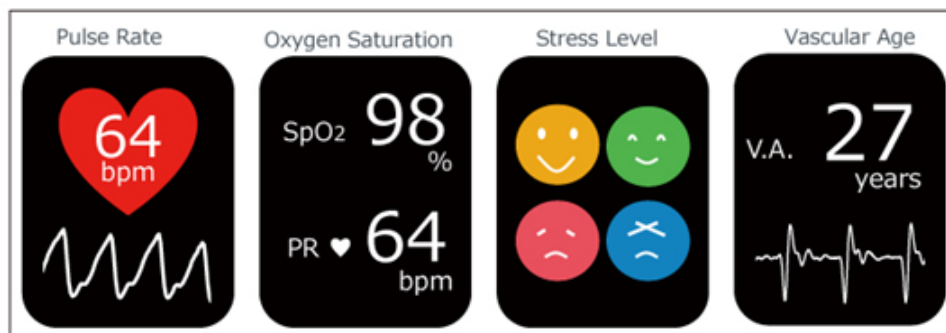 Pulse Rate
64
bpm
Oxygen Saturation
SpO2 98
%
PR 64
bpm
Stress Level
Vascular Age
V.A. 27
years